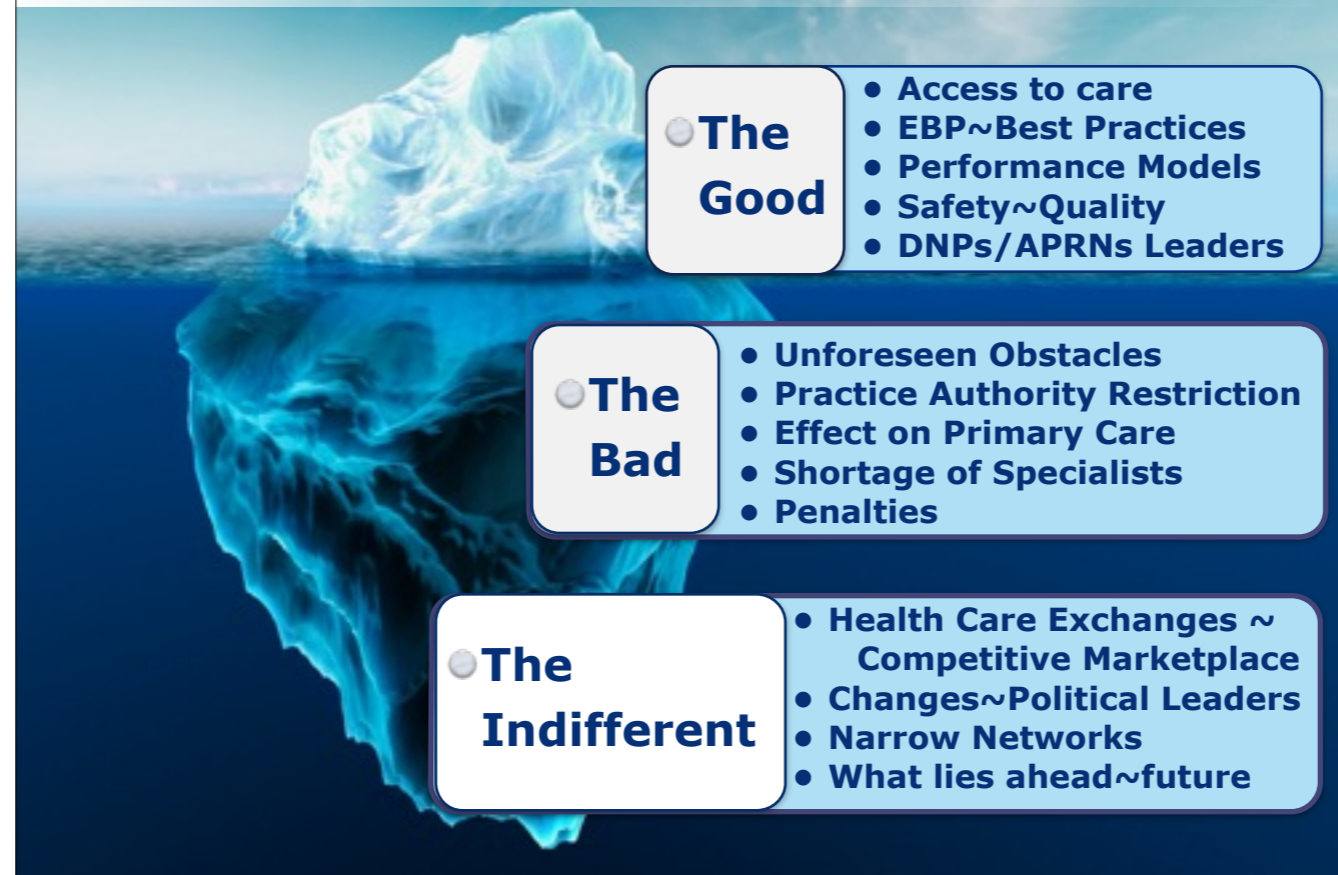 The
Good
• Access to care
• EBP~Best Practices
• Performance Models
• Safety~Quality
• DNPs/APRNs Leaders
The
Bad
• Unforeseen Obstacles
• Practice Authority Restriction
• Effect on Primary Care
• Shortage of Specialists
• Penalties
The
Indifferent
• Health Care Exchanges ~
Competitive Marketplace
• Changes~Political Leaders
• Narrow Networks
• What lies ahead~future